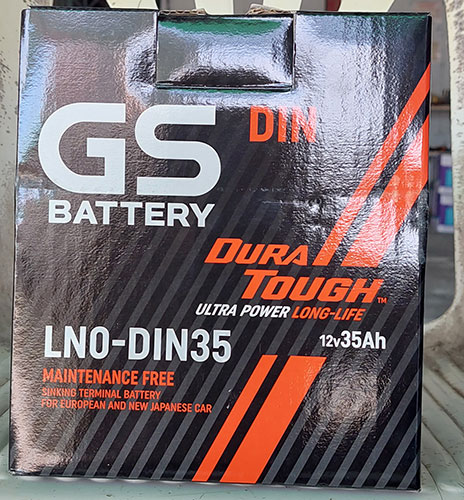 DIN
GS
BATTERY
DURA
TOUGH™
ULTRA POWER LONG-LIFE
LN0-DIN35
12V35Ah
MAINTENANCE FREE
SINKING TERMINAL BATTERY
FOR EUROPEAN AND NEW JAPANESE CAR